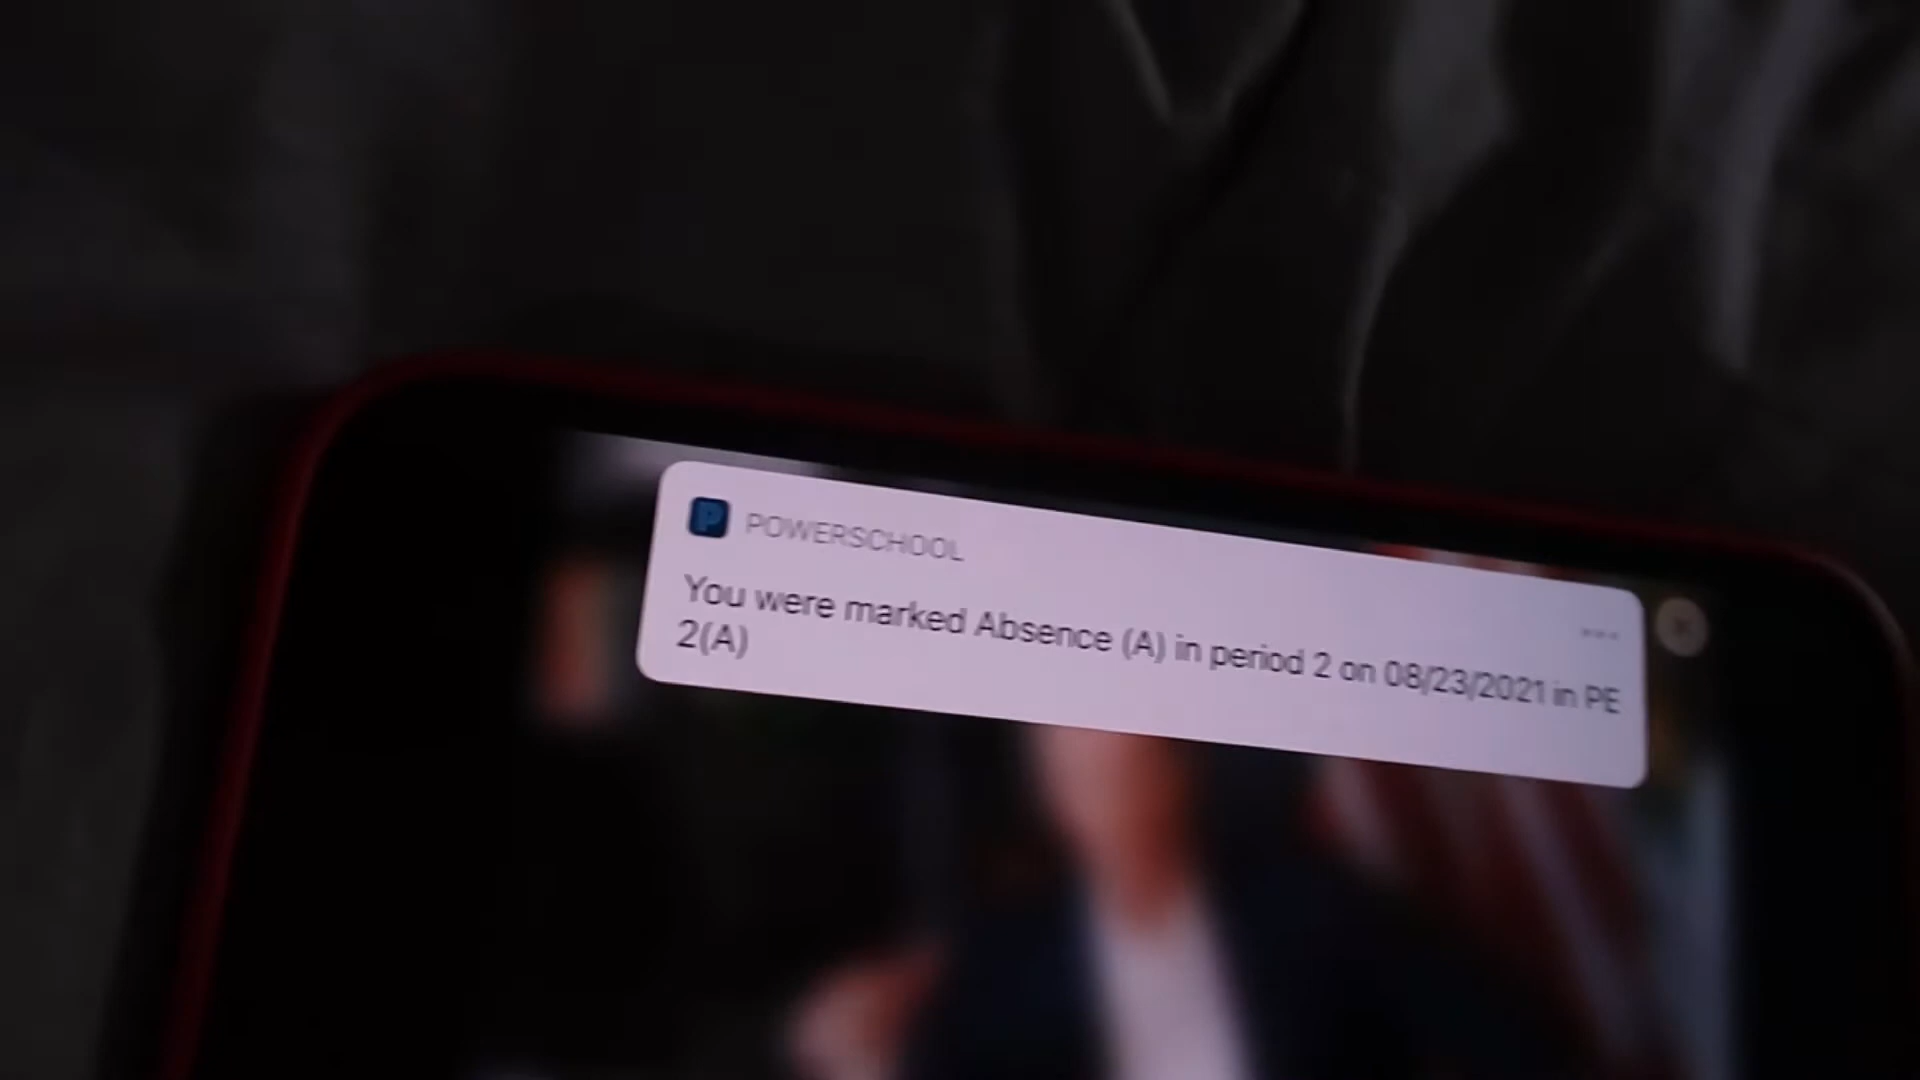 POWERSCHOOL
You were marked Absence (A) in period 2 on 08/23/2021 in PE
2(A)